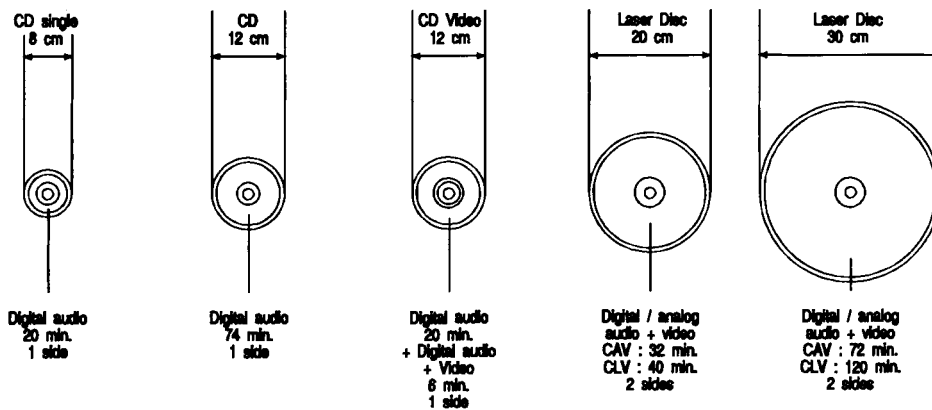 CD single
8 cm
CD
12 cm
CD Video
12 cm
Laser Disc
20 cm
Laser Disc
30 cm
Digital audio
20 min.
1 side
Digital audio
74 min.
1 side
Digital audio
20 min.
+ Digital audio
+ Video
6 min.
1 side
Digital / analog
audio + video
CAV : 32 min.
CLV : 40 min.
2 sides
Digital / analog
audio + video
CAV : 72 min.
CLV : 120 min.
2 sides